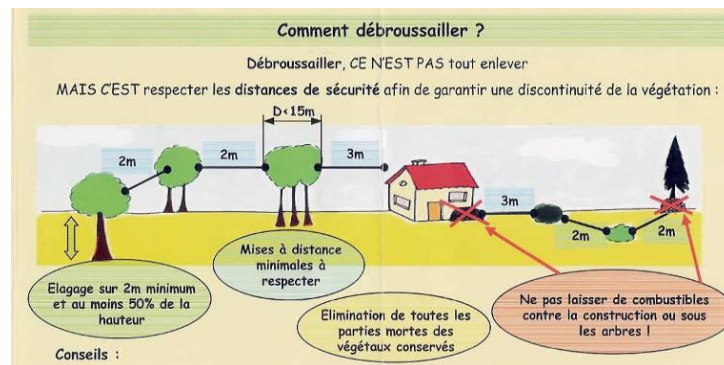 Comment débroussailler ?
Débroussailler, CE N'EST PAS tout enlever
MAIS C'EST respecter les distances de sécurité afin de garantir une discontinuité de la végétation :
D<15m
2m
2m
3m
3m
2m
2m
Elagage sur 2m minimum
et au moins 50% de la
hauteur
Mises à distance
minimales à
respecter
Elimination de toutes les
parties mortes des
végétaux conservés
Ne pas laisser de combustibles
contre la construction ou sous
les arbres !
Conseils :